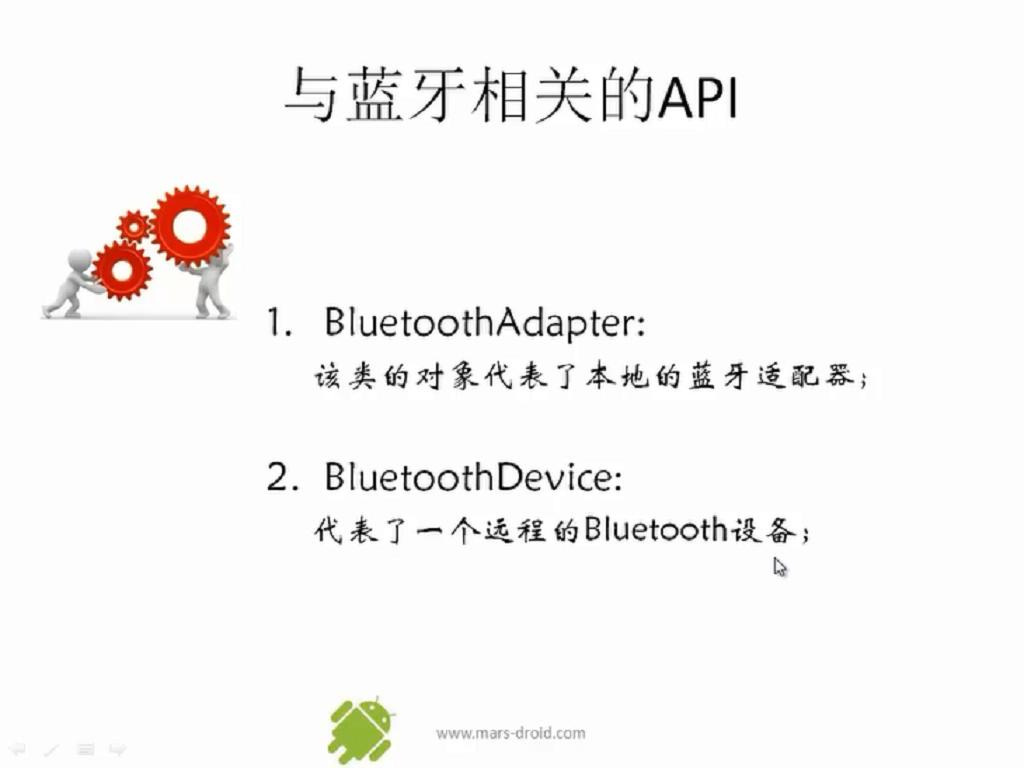 与蓝牙相关的API
1. BluetoothAdapter:
该类的对象代表了本地的蓝牙适配器;
2. BluetoothDevice:
代表了一个远程的Bluetooth设备;
www.mars-droid.com